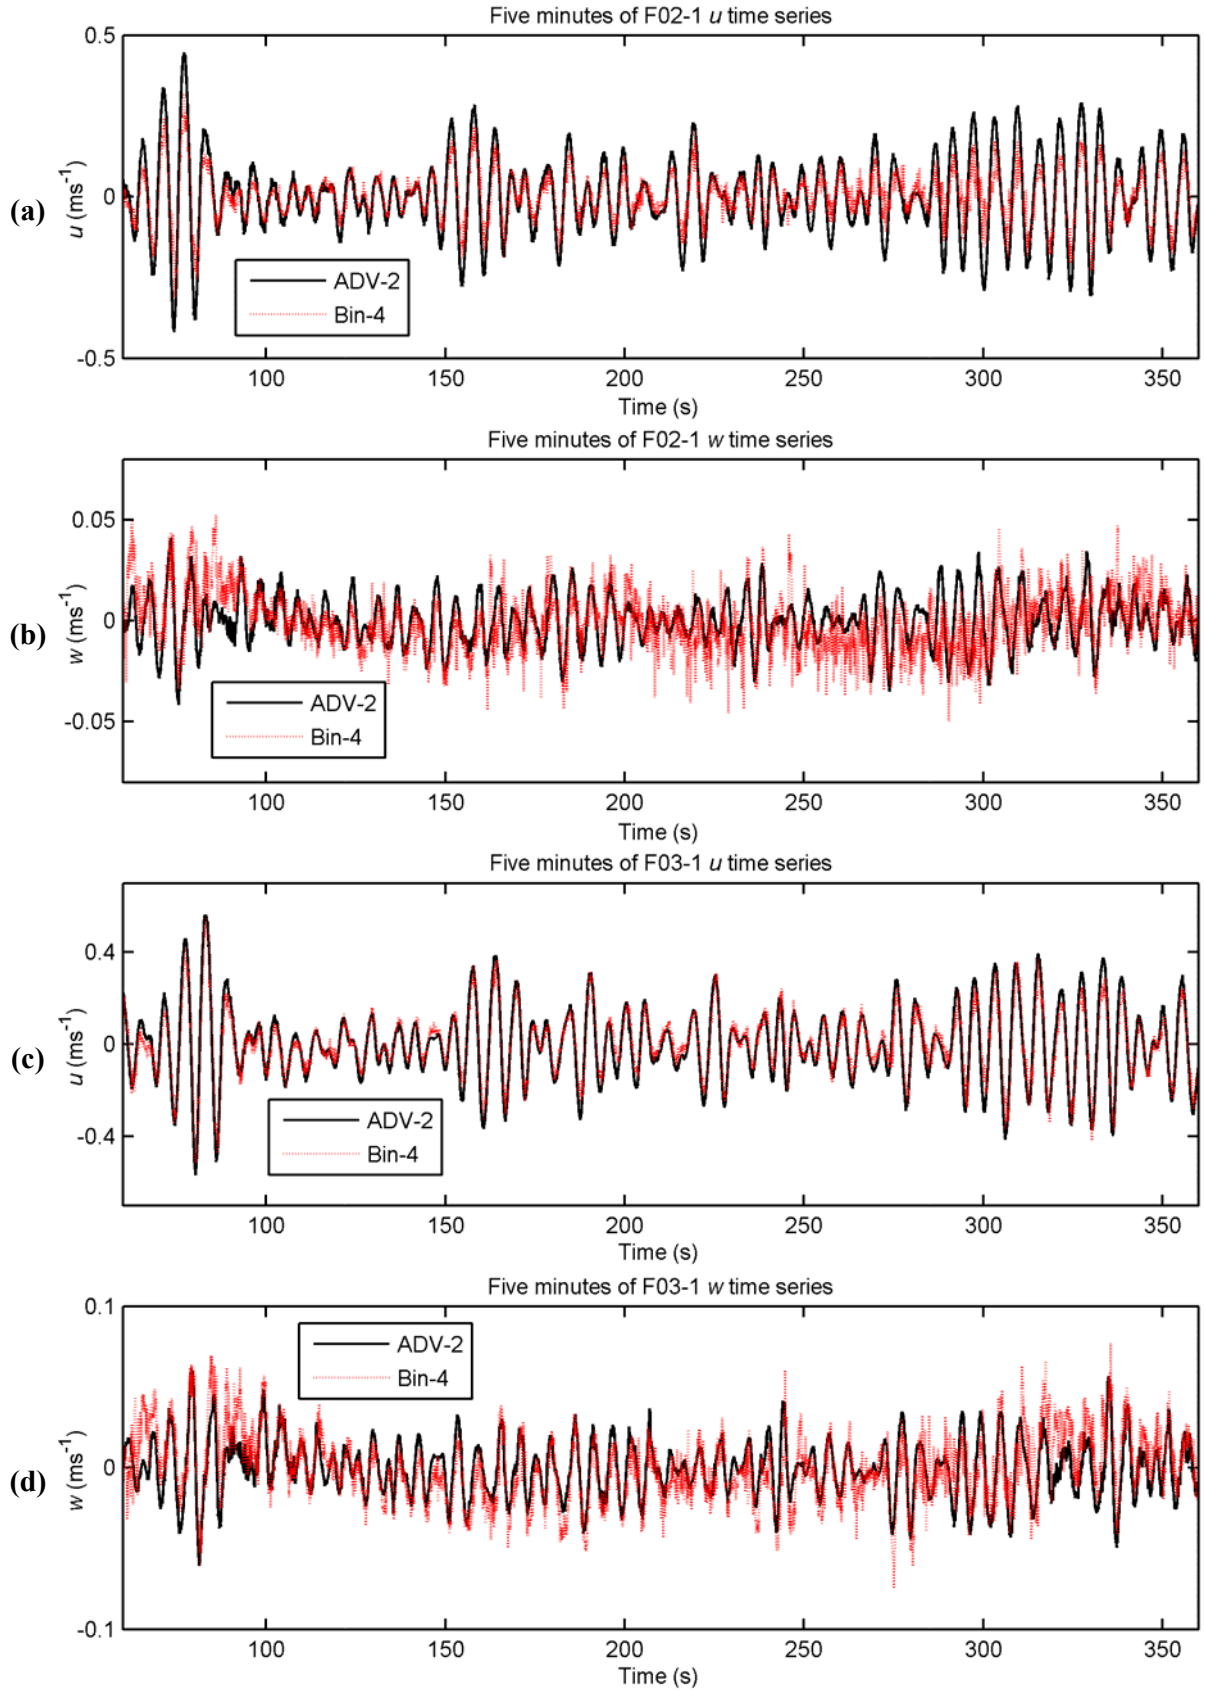 Five minutes of F02-1 u time series
0.5
0
-0.5
(a)
u (ms-1)
ADV-2
Bin-4
100 150 200 250 300 350
Time (s)
Five minutes of F02-1 w time series
0.05
0
-0.05
(b)
w (ms-1)
ADV-2
Bin-4
100 150 200 250 300 350
Time (s)
Five minutes of F03-1 u time series
0.4
0
-0.4
(c)
u (ms-1)
ADV-2
Bin-4
100 150 200 250 300 350
Time (s)
Five minutes of F03-1 w time series
0.1
0
-0.1
(d)
w (ms-1)
ADV-2
Bin-4
100 150 200 250 300 350
Time (s)